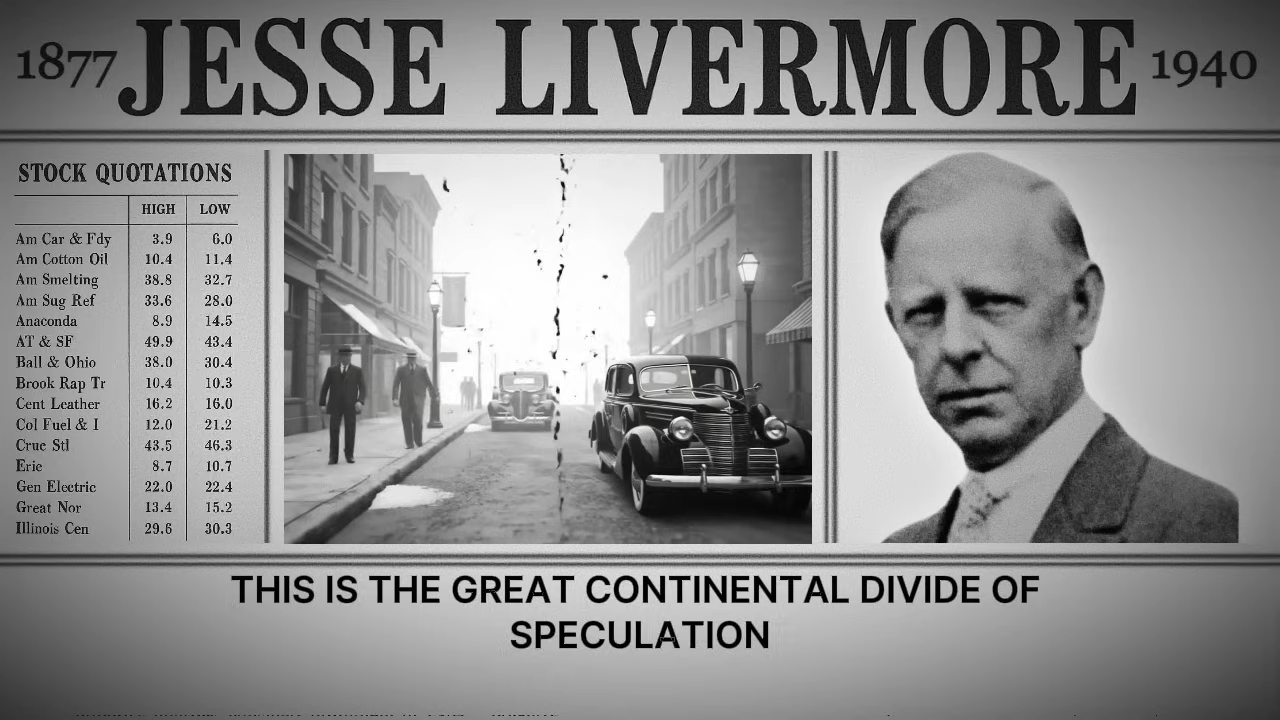 1877 JESSE LIVERMORE 1940
STOCK QUOTATIONS
HIGH LOW
Am Car & Fdy 3.9 6.0
Am Cotton Oil 10.4 11.4
Am Smelting 38.8 32.7
Am Sug Ref 33.6 28.0
Anaconda 8.9 14.5
AT & SF 49.9 43.4
Ball & Ohio 38.0 30.4
Brook Rap Tr 10.4 10.3
Cent Leather 16.2 16.0
Col Fuel & I 12.0 21.2
Cruc Stl 43.5 46.3
Erie 8.7 10.7
Gen Electric 22.0 22.4
Great Nor 13.4 15.2
Illinois Cen 29.6 30.3
THIS IS THE GREAT CONTINENTAL DIVIDE OF
SPECULATION